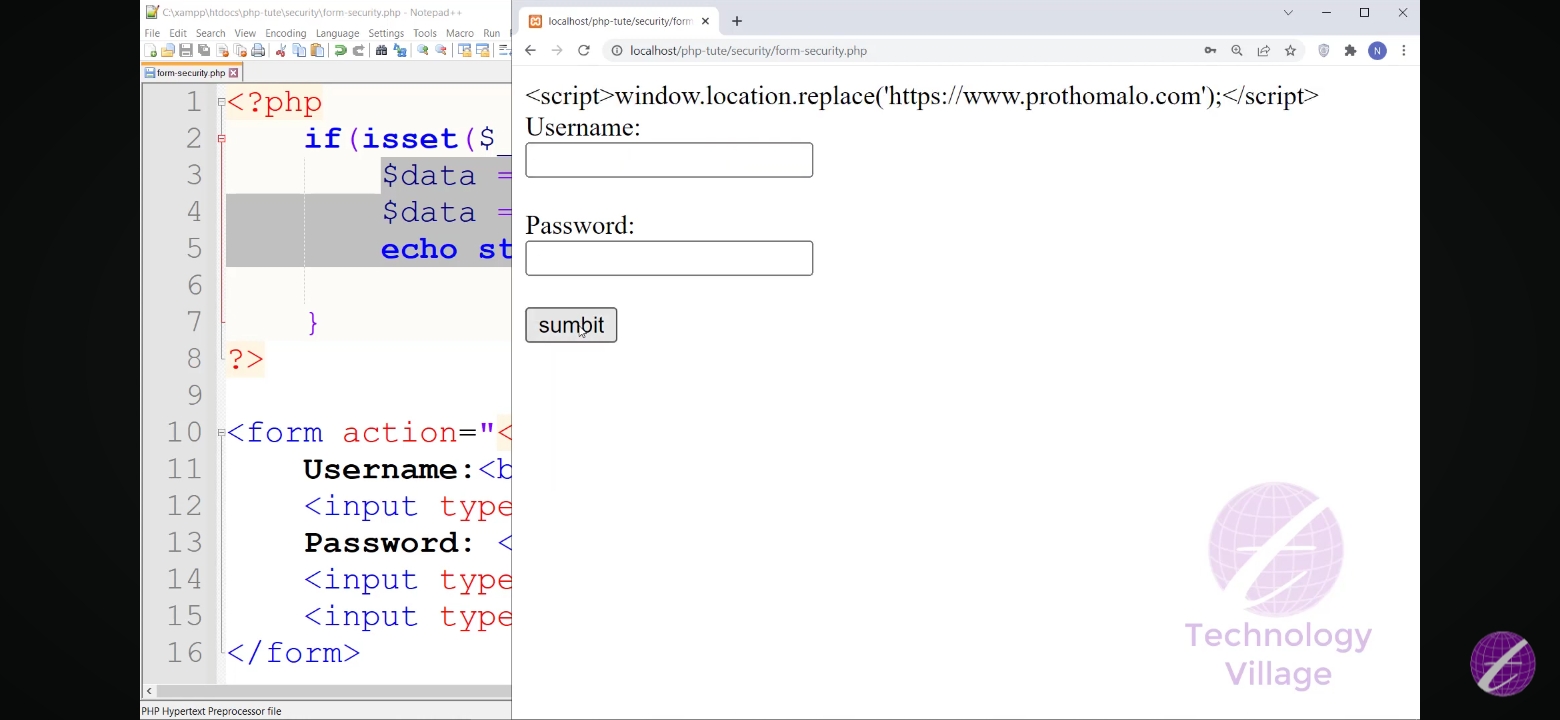 C:\xampp\htdocs\php-tute\security\form-security.php - Notepad++
File Edit Search View Encoding Language Settings Tools Macro Run
form-security.php
1 <?php
2 if(isset($_
3 $data =
4 $data =
5 echo st
6
7 }
8 ?>
9
10 <form action="<
11 Username:<b
12 <input type
13 Password: <
14 <input type
15 <input type
16 </form>
PHP Hypertext Preprocessor file
localhost/php-tute/security/form
localhost/php-tute/security/form-security.php
N
<script>window.location.replace('https://www.prothomalo.com');</script>
Username:
Password:
sumbit
Technology
Village